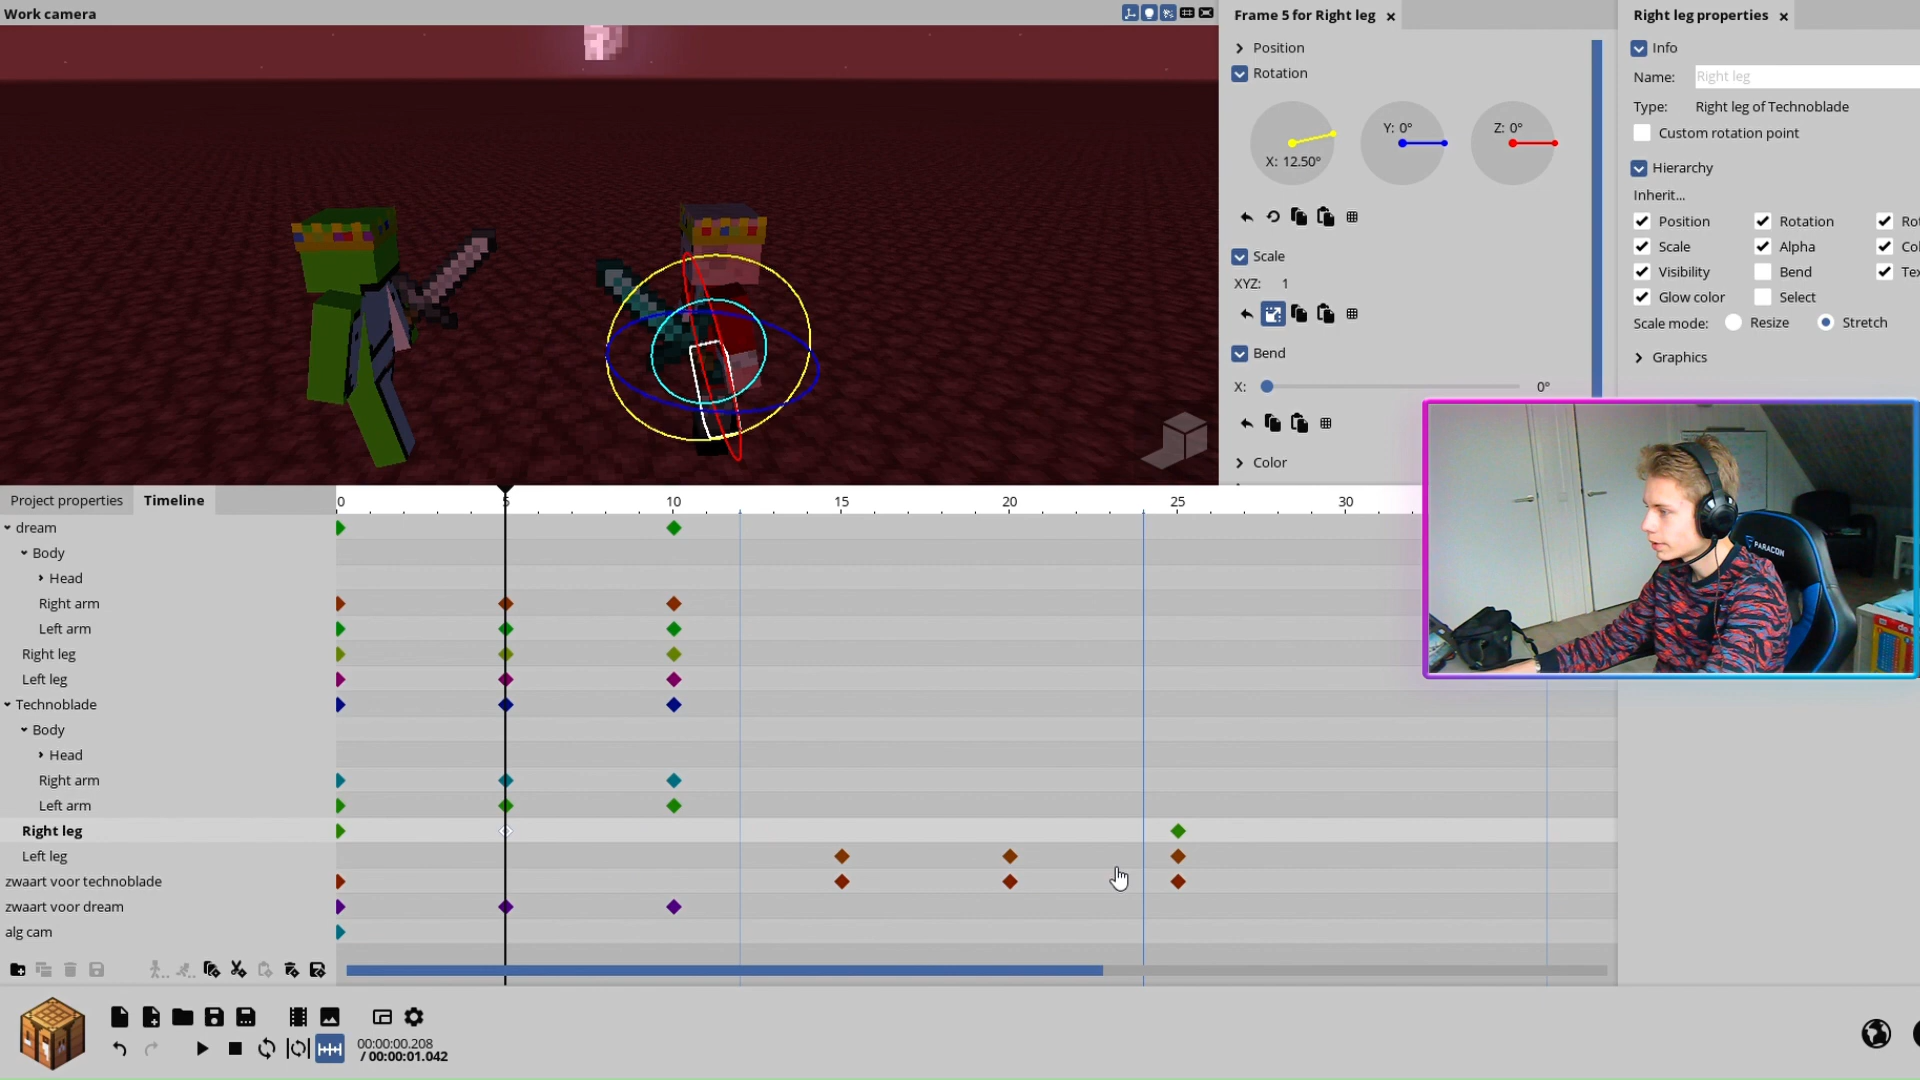 Work camera
Frame 5 for Right leg
Position
Rotation
X: 12.50°
Y: 0°
Z: 0°
Scale
XYZ: 1
Bend
X: 0°
Color
Right leg properties
Info
Name: Right leg
Type: Right leg of Technoblade
Custom rotation point
Hierarchy
Inherit...
Position Rotation Rot
Scale Alpha Col
Visibility Bend Tex
Glow color Select
Scale mode: Resize Stretch
Graphics
PARACON
Project properties Timeline
0 5 10 15 20 25 30
dream
Body
Head
Right arm
Left arm
Right leg
Left leg
Technoblade
Body
Head
Right arm
Left arm
Right leg
Left leg
zwaart voor technoblade
zwaart voor dream
alg cam
00:00:00.208
/ 00:00:01.042